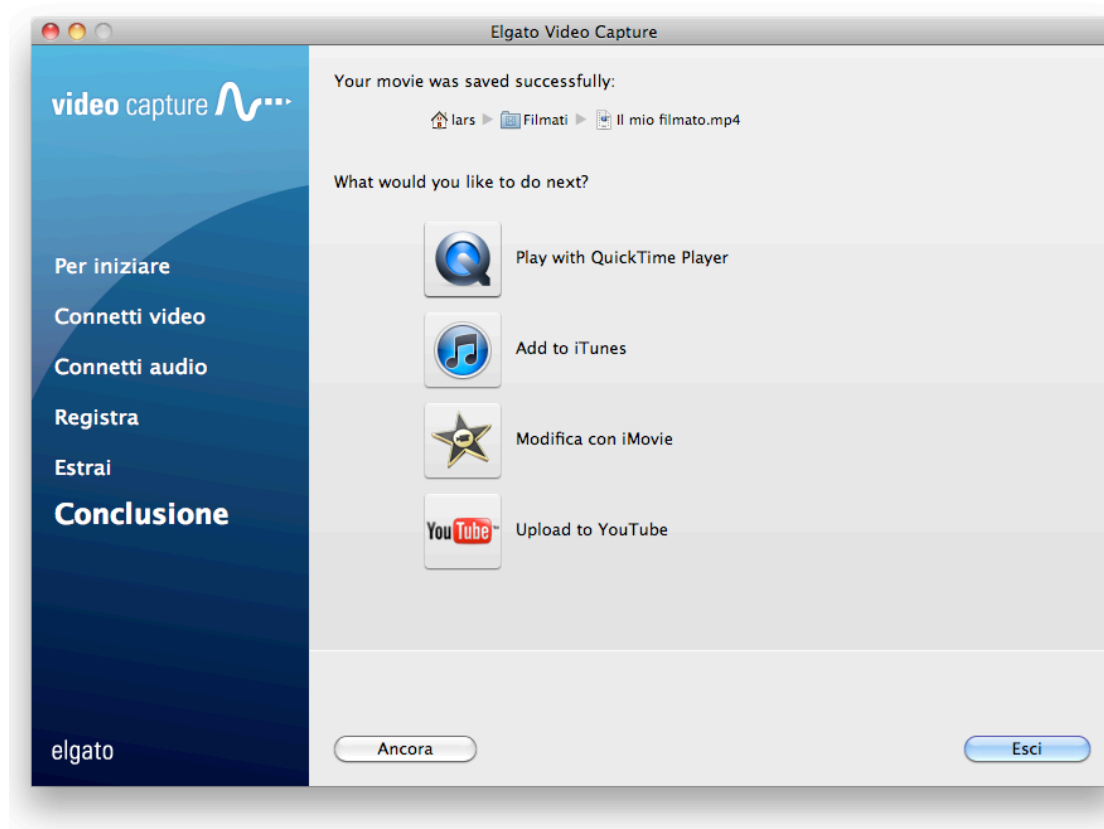 Elgato Video Capture
video capture
Your movie was saved successfully:
lars ▶ Filmati ▶ Il mio filmato.mp4
What would you like to do next?
Per iniziare
Connetti video
Connetti audio
Registra
Estrai
Conclusione
Play with QuickTime Player
Add to iTunes
Modifica con iMovie
YouTube™
Upload to YouTube
elgato
Ancora
Esci